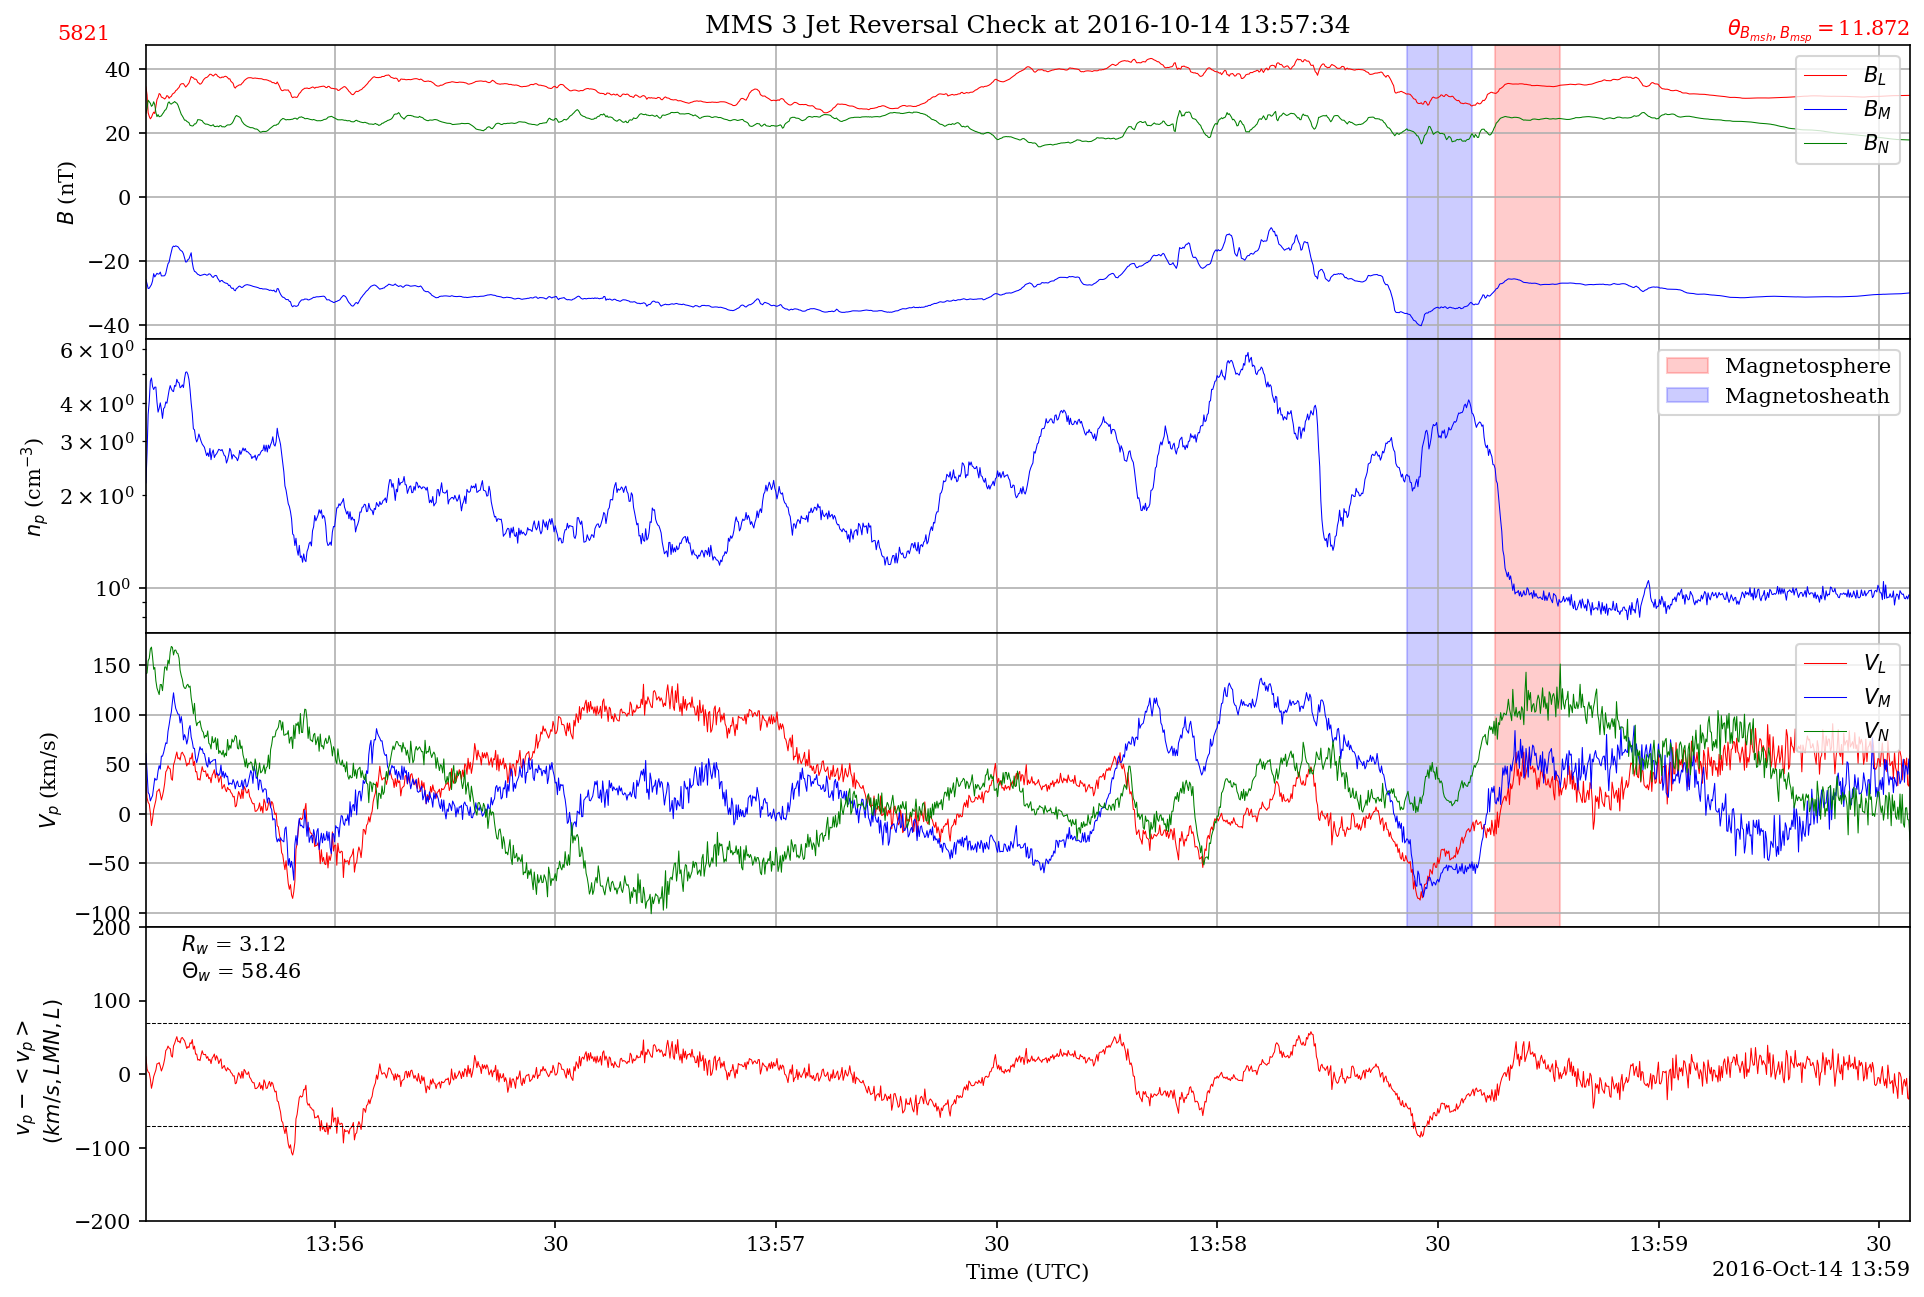 5821
MMS 3 Jet Reversal Check at 2016-10-14 13:57:34
θ_{B_{msh}, B_{msp}} = 11.872
40
20
0
−20
−40
B (nT)
B_L
B_M
B_N
6 × 10^0
4 × 10^0
3 × 10^0
2 × 10^0
10^0
n_p (cm^{−3})
Magnetosphere
Magnetosheath
150
100
50
0
−50
−100
V_p (km/s)
V_L
V_M
V_N
200
100
0
−100
−200
v_p − < v_p >
(km/s, LMN, L)
R_w = 3.12
Θ_w = 58.46
13:56 30 13:57 30 13:58 30 13:59 30
Time (UTC)
2016-Oct-14 13:59